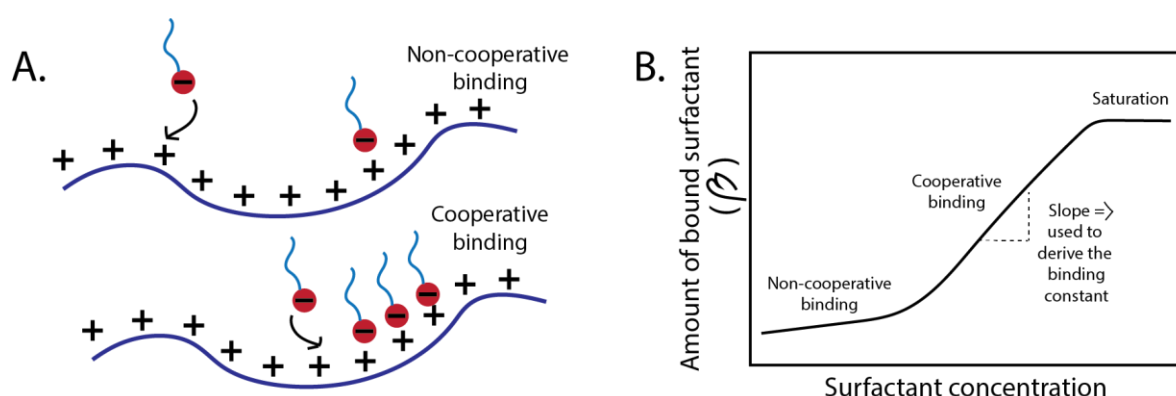 A.
Non-cooperative
binding
Cooperative
binding
B.
Amount of bound surfactant
Saturation
Cooperative
binding
Slope =>
used to
derive the
binding
constant
Non-cooperative
binding
Surfactant concentration